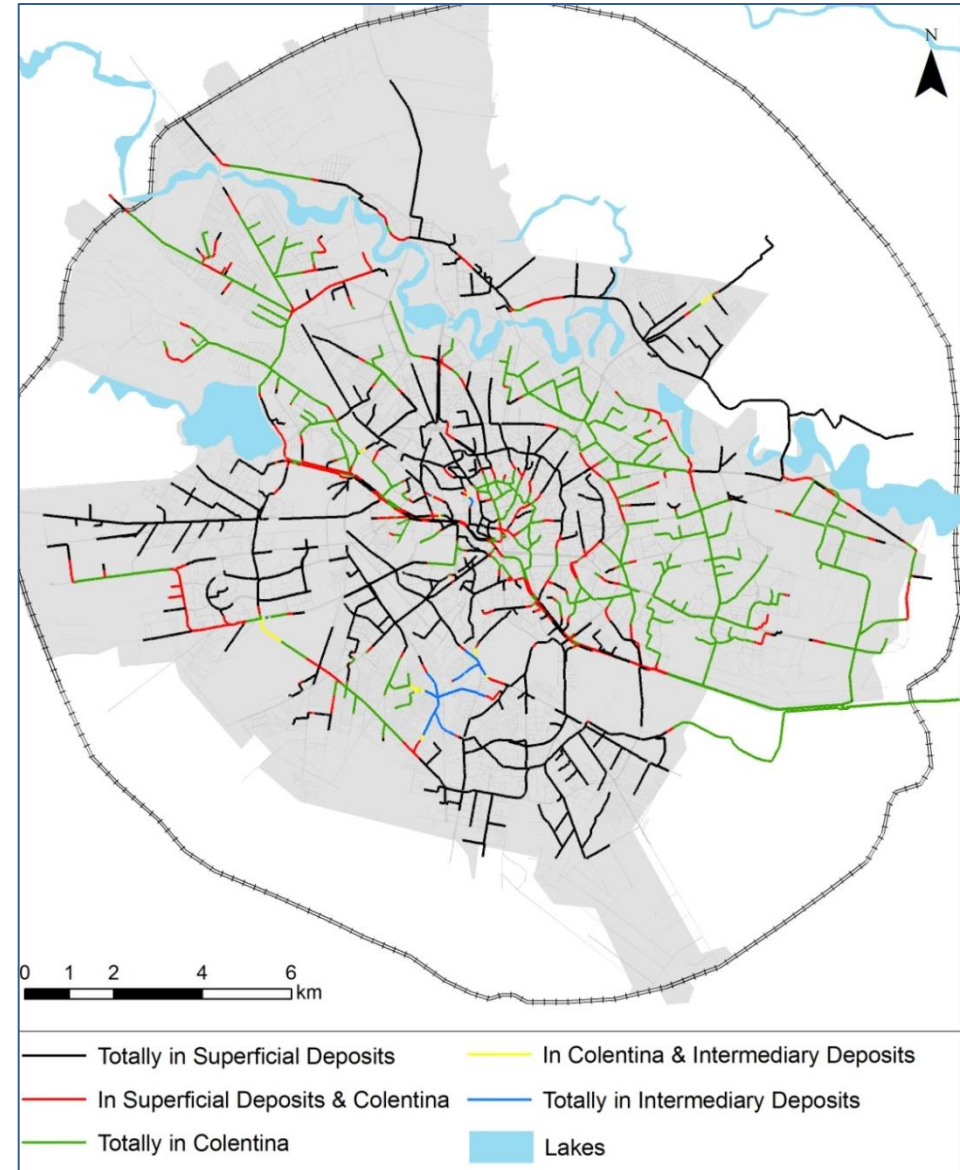 N
0 1 2 4 6
km
Totally in Superficial Deposits
In Colentina & Intermediary Deposits
In Superficial Deposits & Colentina
Totally in Intermediary Deposits
Totally in Colentina
Lakes